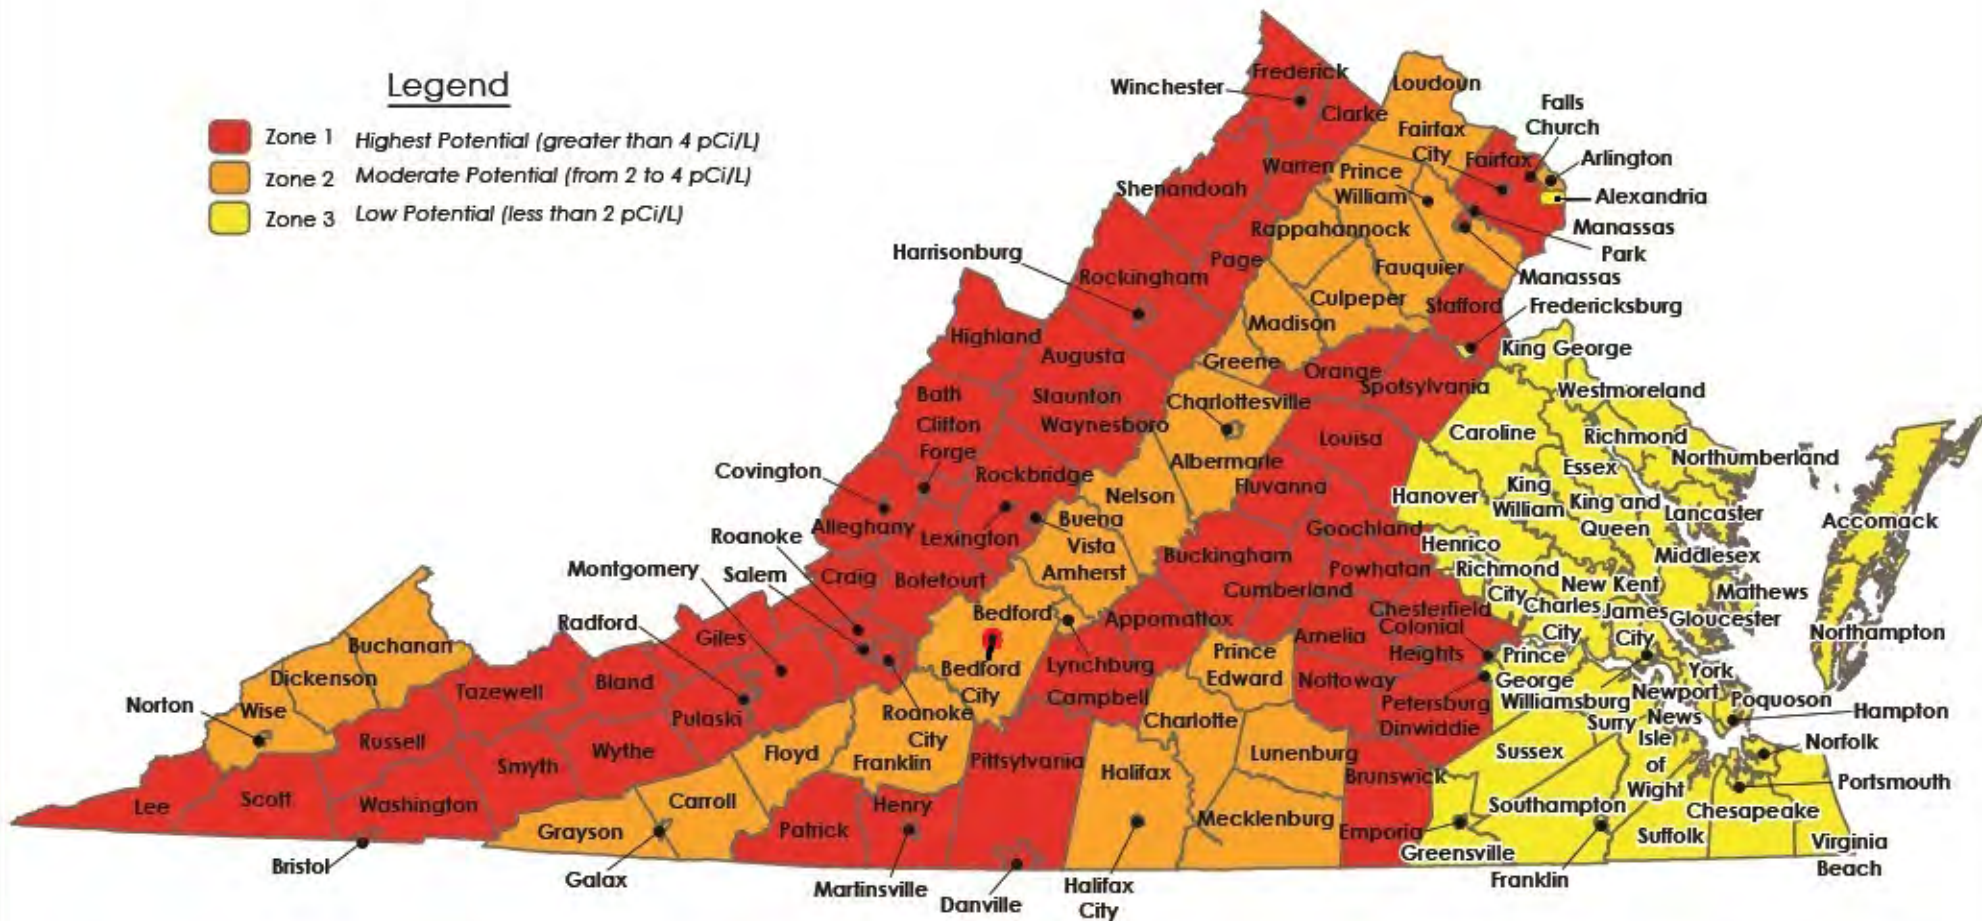 Legend
Zone 1 Highest Potential (greater than 4 pCi/L)
Zone 2 Moderate Potential (from 2 to 4 pCi/L)
Zone 3 Low Potential (less than 2 pCi/L)
Frederick
Winchester
Clarke
Loudoun
Falls
Church
Fairfax
City
Fairfax
Arlington
Alexandria
Warren
Prince
William
Shenandoah
Manassas
Park
Rappahannock
Harrisonburg
Page
Rockingham
Fauquier
Manassas
Culpeper
Stafford
Fredericksburg
Madison
Highland
Augusta
Greene
King George
Orange
Spotsylvania
Bath
Staunton
Charlottesville
Westmoreland
Clifton
Forge
Waynesboro
Louisa
Caroline
Richmond
Northumberland
Covington
Rockbridge
Albermarle
Essex
Nelson
Fluvanna
Hanover
King
William
King and
Queen
Lancaster
Accomack
Alleghany
Lexington
Buena
Vista
Goochland
Roanoke
Henrico
Middlesex
Buckingham
Montgomery
Salem
Craig
Botetourt
Amherst
Powhatan
Richmond
City
New Kent
Mathews
Cumberland
Charles
City
James
City
Gloucester
Radford
Giles
Bedford
Appomattox
Chesterfield
Colonial
Heights
Amelia
Northampton
Buchanan
Dickenson
Bedford
City
Lynchburg
Prince
Edward
Prince
George
York
Tazewell
Bland
Campbell
Nottoway
Williamsburg
Newport
News
Poquoson
Hampton
Norton
Wise
Pulaski
Roanoke
City
Charlotte
Petersburg
Dinwiddie
Surry
Isle
of
Wight
Norfolk
Russell
Wythe
Floyd
Franklin
Pittsylvania
Lunenburg
Sussex
Smyth
Halifax
Brunswick
Portsmouth
Lee
Scott
Washington
Carroll
Henry
Southampton
Chesapeake
Grayson
Patrick
Mecklenburg
Emporia
Suffolk
Virginia
Beach
Greensville
Bristol
Galax
Martinsville
Danville
Halifax
City
Franklin